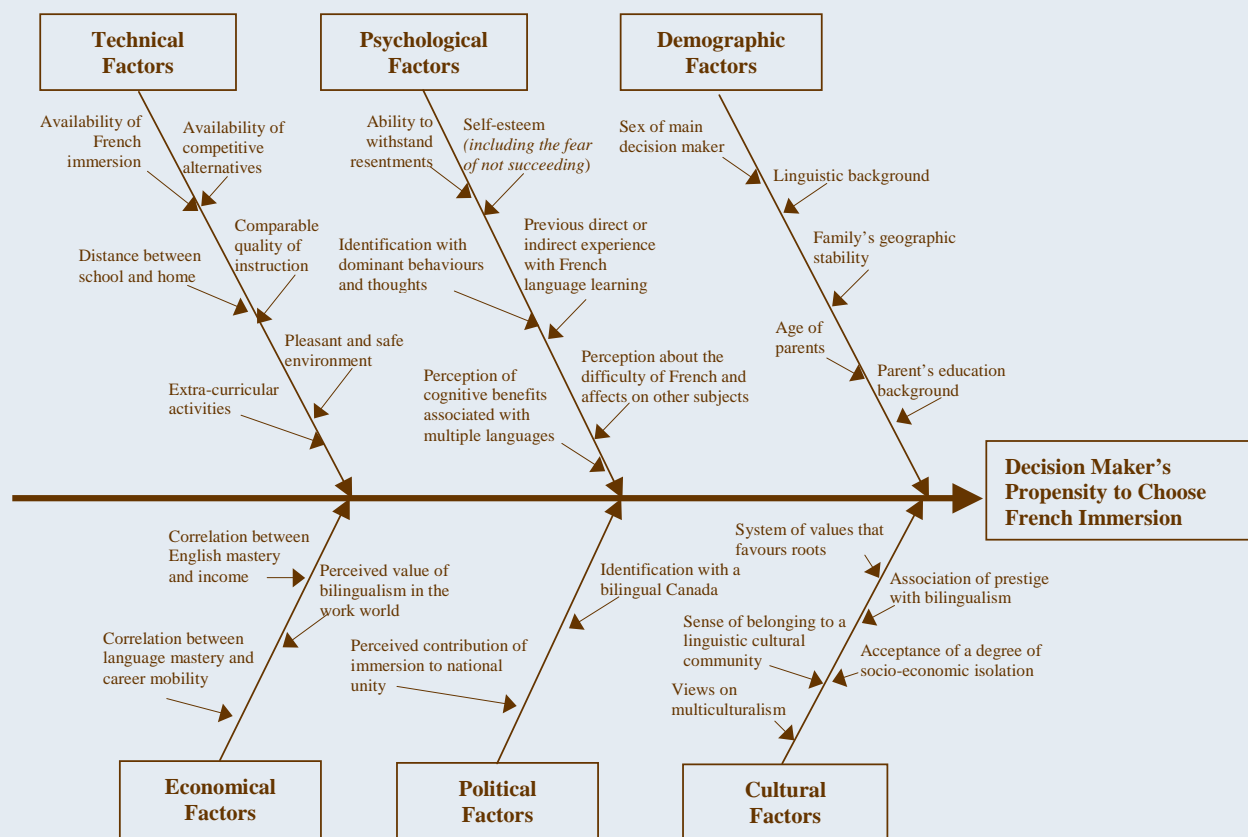 Technical
Factors
Psychological
Factors
Demographic
Factors
Availability of
French
immersion
Availability of
competitive
alternatives
Ability to
withstand
resentments
Self-esteem
(including the fear
of not succeeding)
Sex of main
decision maker
Linguistic background
Distance between
school and home
Comparable
quality of
instruction
Identification with
dominant behaviours
and thoughts
Previous direct or
indirect experience
with French
language learning
Family’s geographic
stability
Pleasant and safe
environment
Extra-curricular
activities
Perception of
cognitive benefits
associated with
multiple languages
Perception about the
difficulty of French and
affects on other subjects
Age of
parents
Parent’s education
background
Decision Maker’s
Propensity to Choose
French Immersion
Correlation between
English mastery
and income
Perceived value of
bilingualism in the
work world
Correlation between
language mastery and
career mobility
Identification with a
bilingual Canada
Perceived contribution of
immersion to national
unity
System of values that
favours roots
Association of prestige
with bilingualism
Sense of belonging to a
linguistic cultural
community
Acceptance of a degree of
socio-economic isolation
Views on
multiculturalism
Economical
Factors
Political
Factors
Cultural
Factors